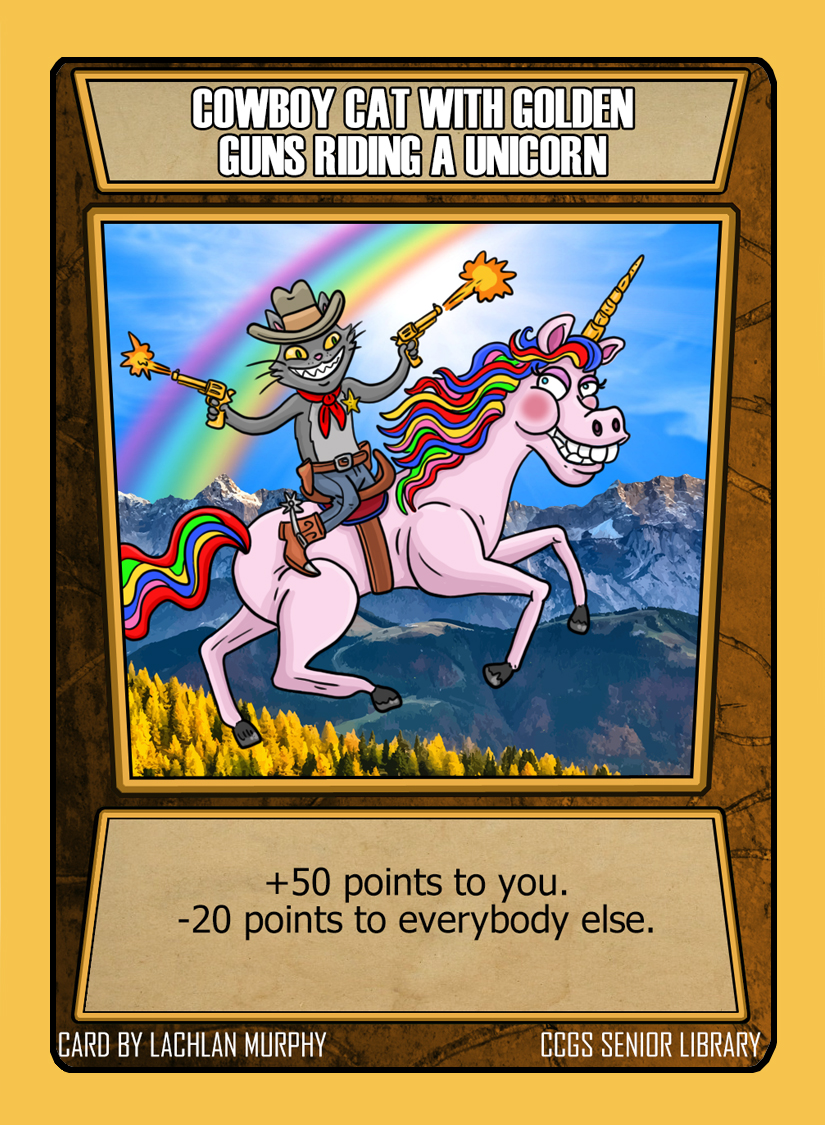 COWBOY CAT WITH GOLDEN
GUNS RIDING A UNICORN
+50 points to you.
-20 points to everybody else.
CARD BY LACHLAN MURPHY
CCGS SENIOR LIBRARY